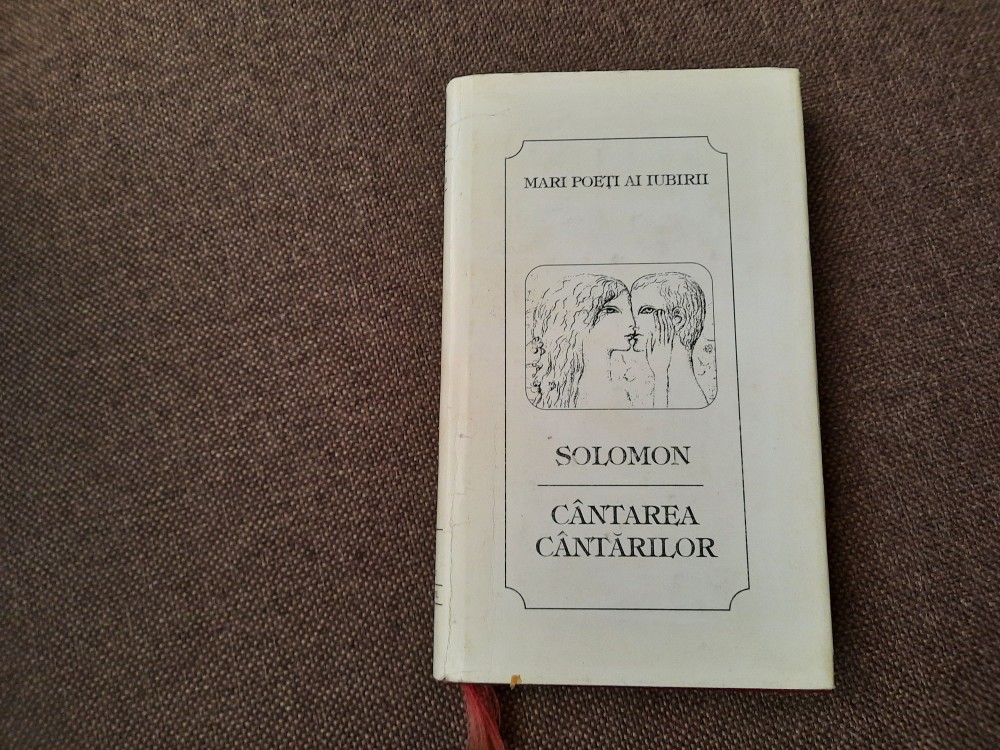 MARI POEȚI AI IUBIRII
SOLOMON
CÂNTAREA
CÂNTĂRILOR